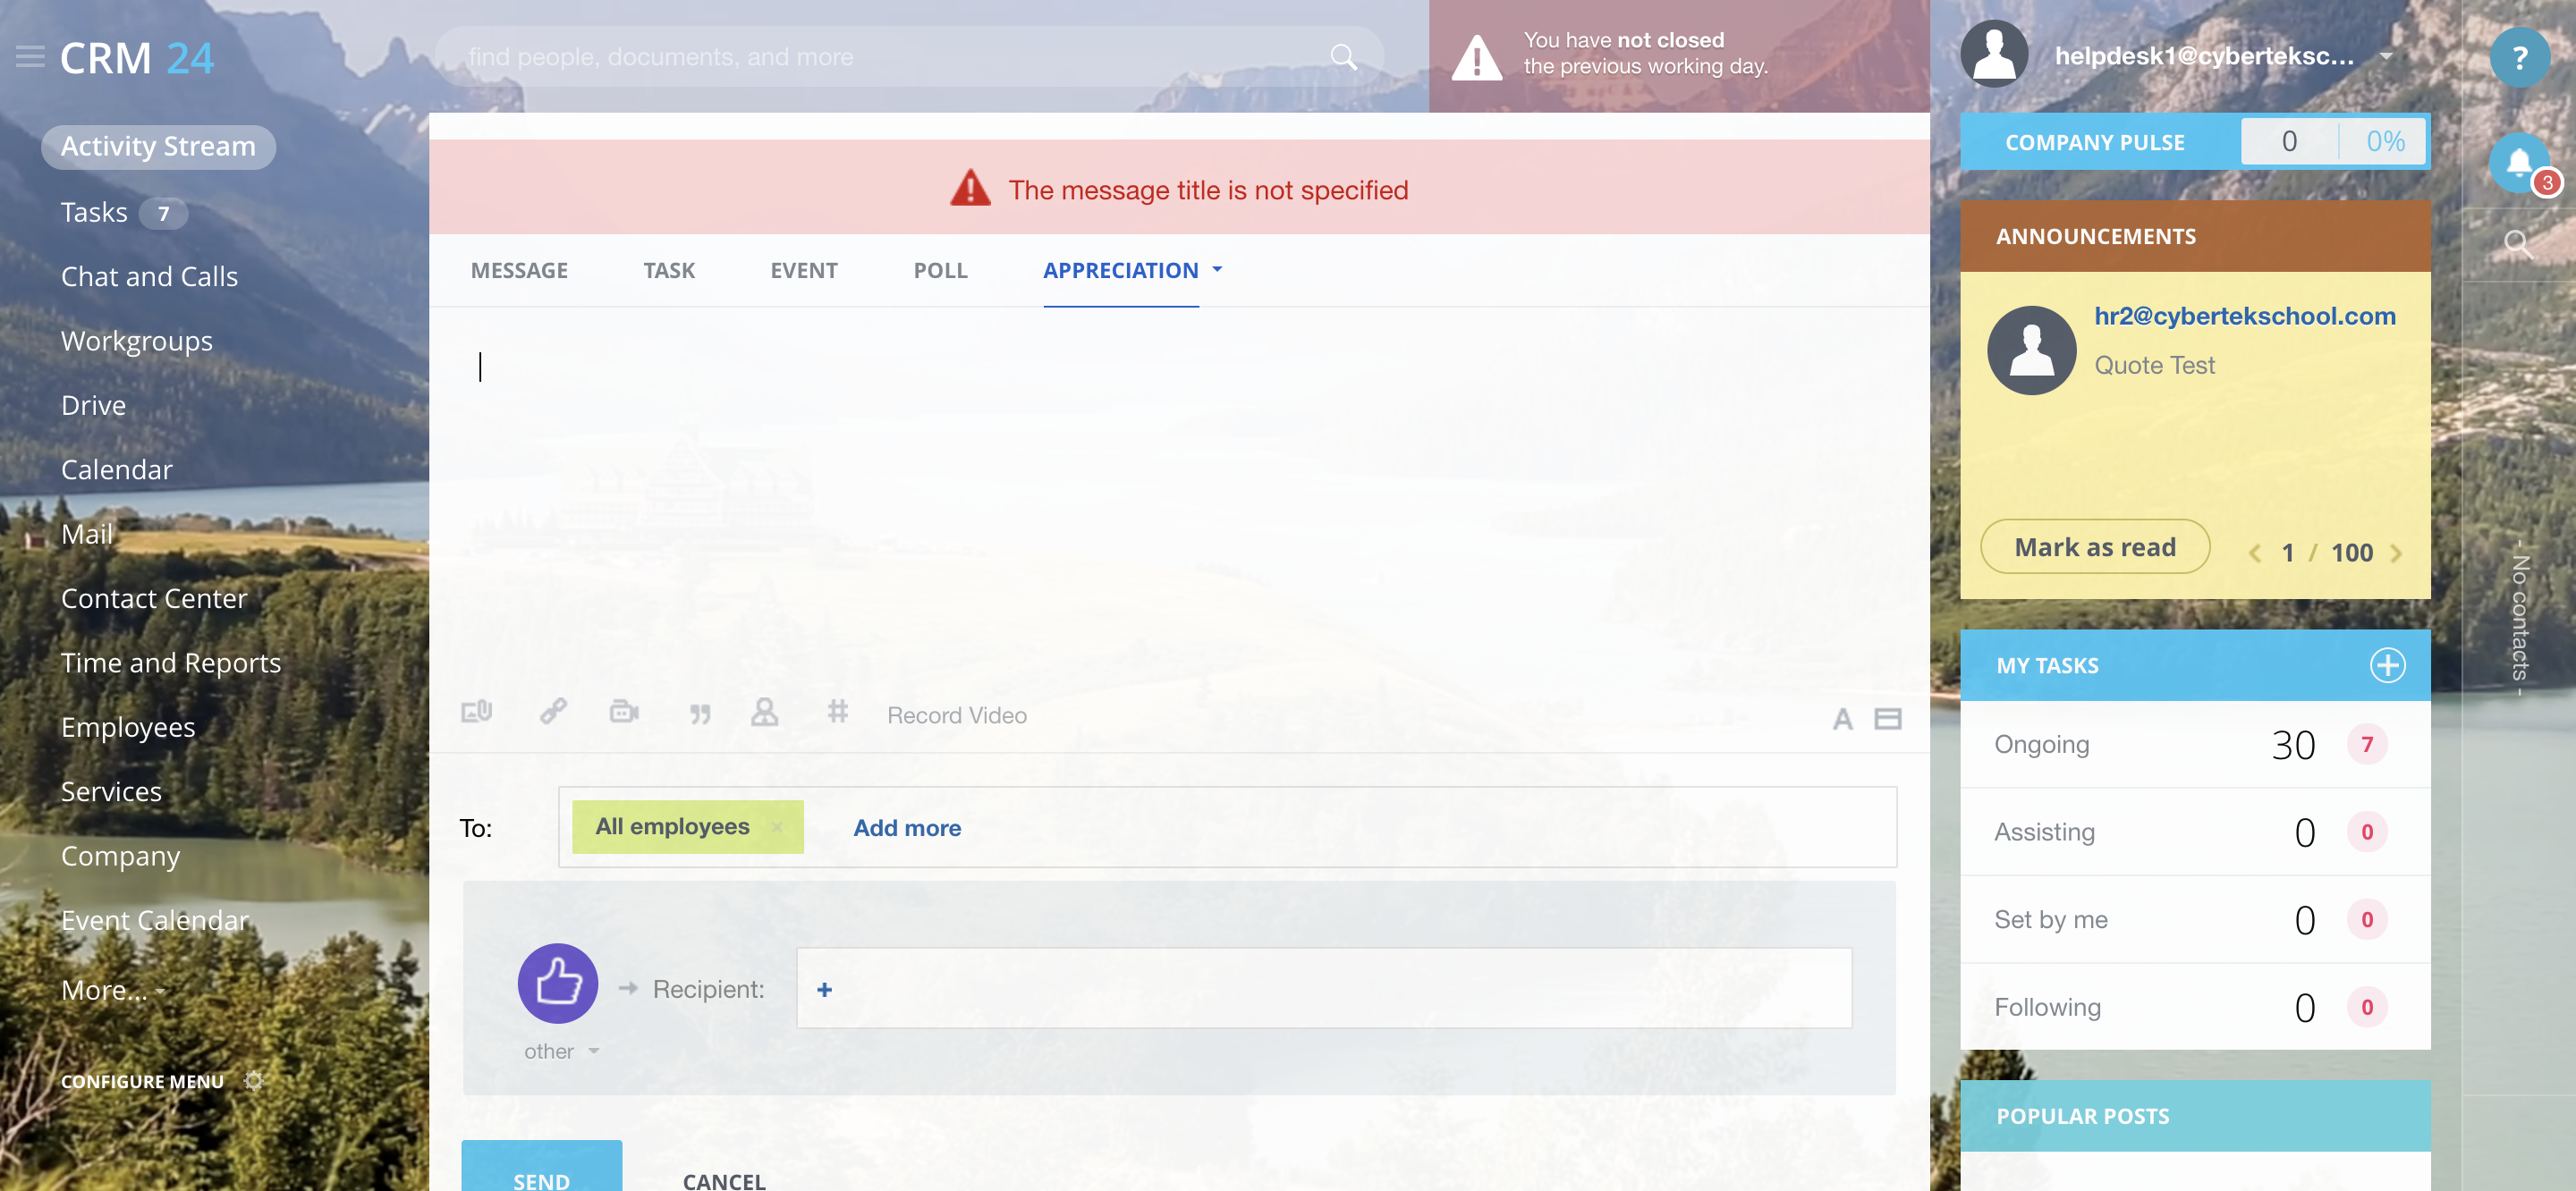 CRM 24
find people, documents, and more
You have not closed
the previous working day.
helpdesk1@cyberteksc...
?
Activity Stream
Tasks 7
Chat and Calls
Workgroups
Drive
Calendar
Mail
Contact Center
Time and Reports
Employees
Services
Company
Event Calendar
More...
CONFIGURE MENU
The message title is not specified
MESSAGE TASK EVENT POLL APPRECIATION
Record Video
A
To: All employees × Add more
Recipient: +
other
SEND CANCEL
COMPANY PULSE 0 0%
ANNOUNCEMENTS
hr2@cybertekschool.com
Quote Test
Mark as read 1 / 100
MY TASKS
Ongoing 30 7
Assisting 0 0
Set by me 0 0
Following 0 0
POPULAR POSTS
3
- No contacts -